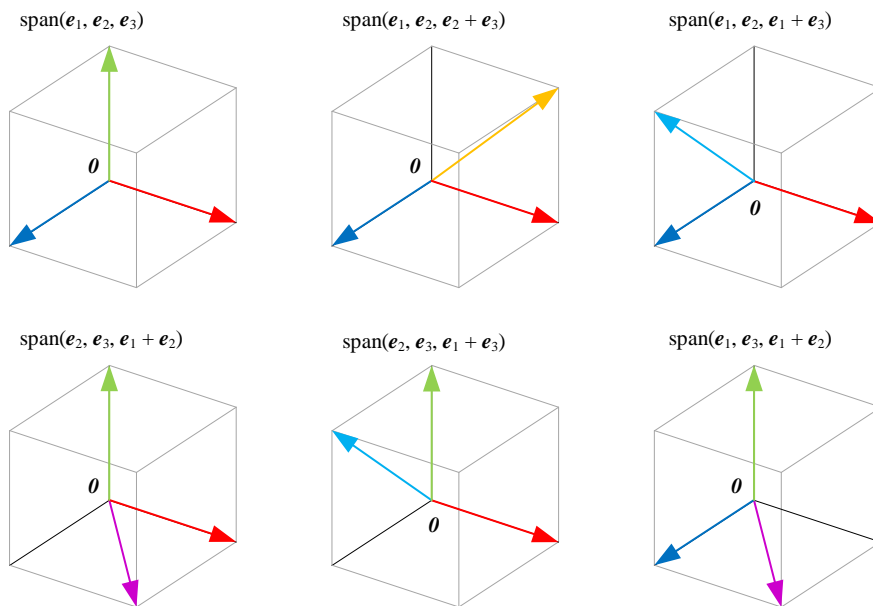 span(e₁, e₂, e₃)
span(e₁, e₂, e₂ + e₃)
span(e₁, e₂, e₁ + e₃)
0
0
0
span(e₂, e₃, e₁ + e₂)
span(e₂, e₃, e₁ + e₃)
span(e₁, e₃, e₁ + e₂)
0
0
0